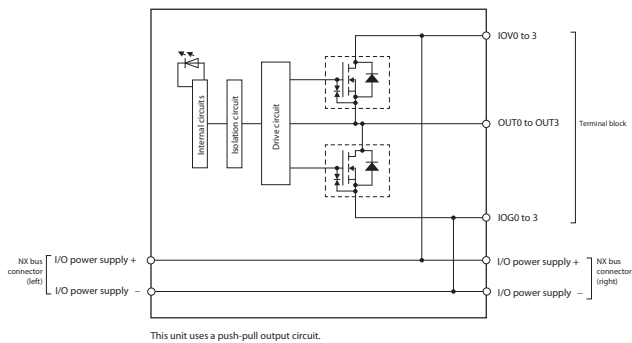 IOV0 to 3
Internal circuits
Isolation circuit
Drive circuit
OUT0 to OUT3
Terminal block
IOG0 to 3
NX bus
connector
(left)
I/O power supply +
I/O power supply –
I/O power supply +
I/O power supply –
NX bus
connector
(right)
This unit uses a push-pull output circuit.